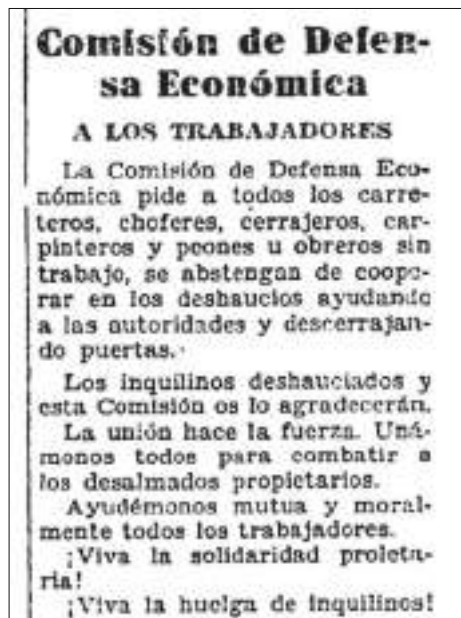 Comisión de Defen-
sa Económica
A LOS TRABAJADORES
La Comisión de Defensa Eco-
nómica pide a todos los carre-
teros, choferes, cerrajeros, car-
pinteros y peones u obreros sin
trabajo, se abstengan de coope-
rar en los deshaucios ayudando
a las autoridades y descerrajan-
do puertas.
Los inquilinos deshauciados y
esta Comisión os lo agradecerán.
La unión hace la fuerza. Uná-
monos todos para combatir a
los desalmados propietarios.
Ayudémonos mutua y moral-
mente todos los trabajadores.
¡Viva la solidaridad proleta-
ria!
¡Viva la huelga de inquilinos!